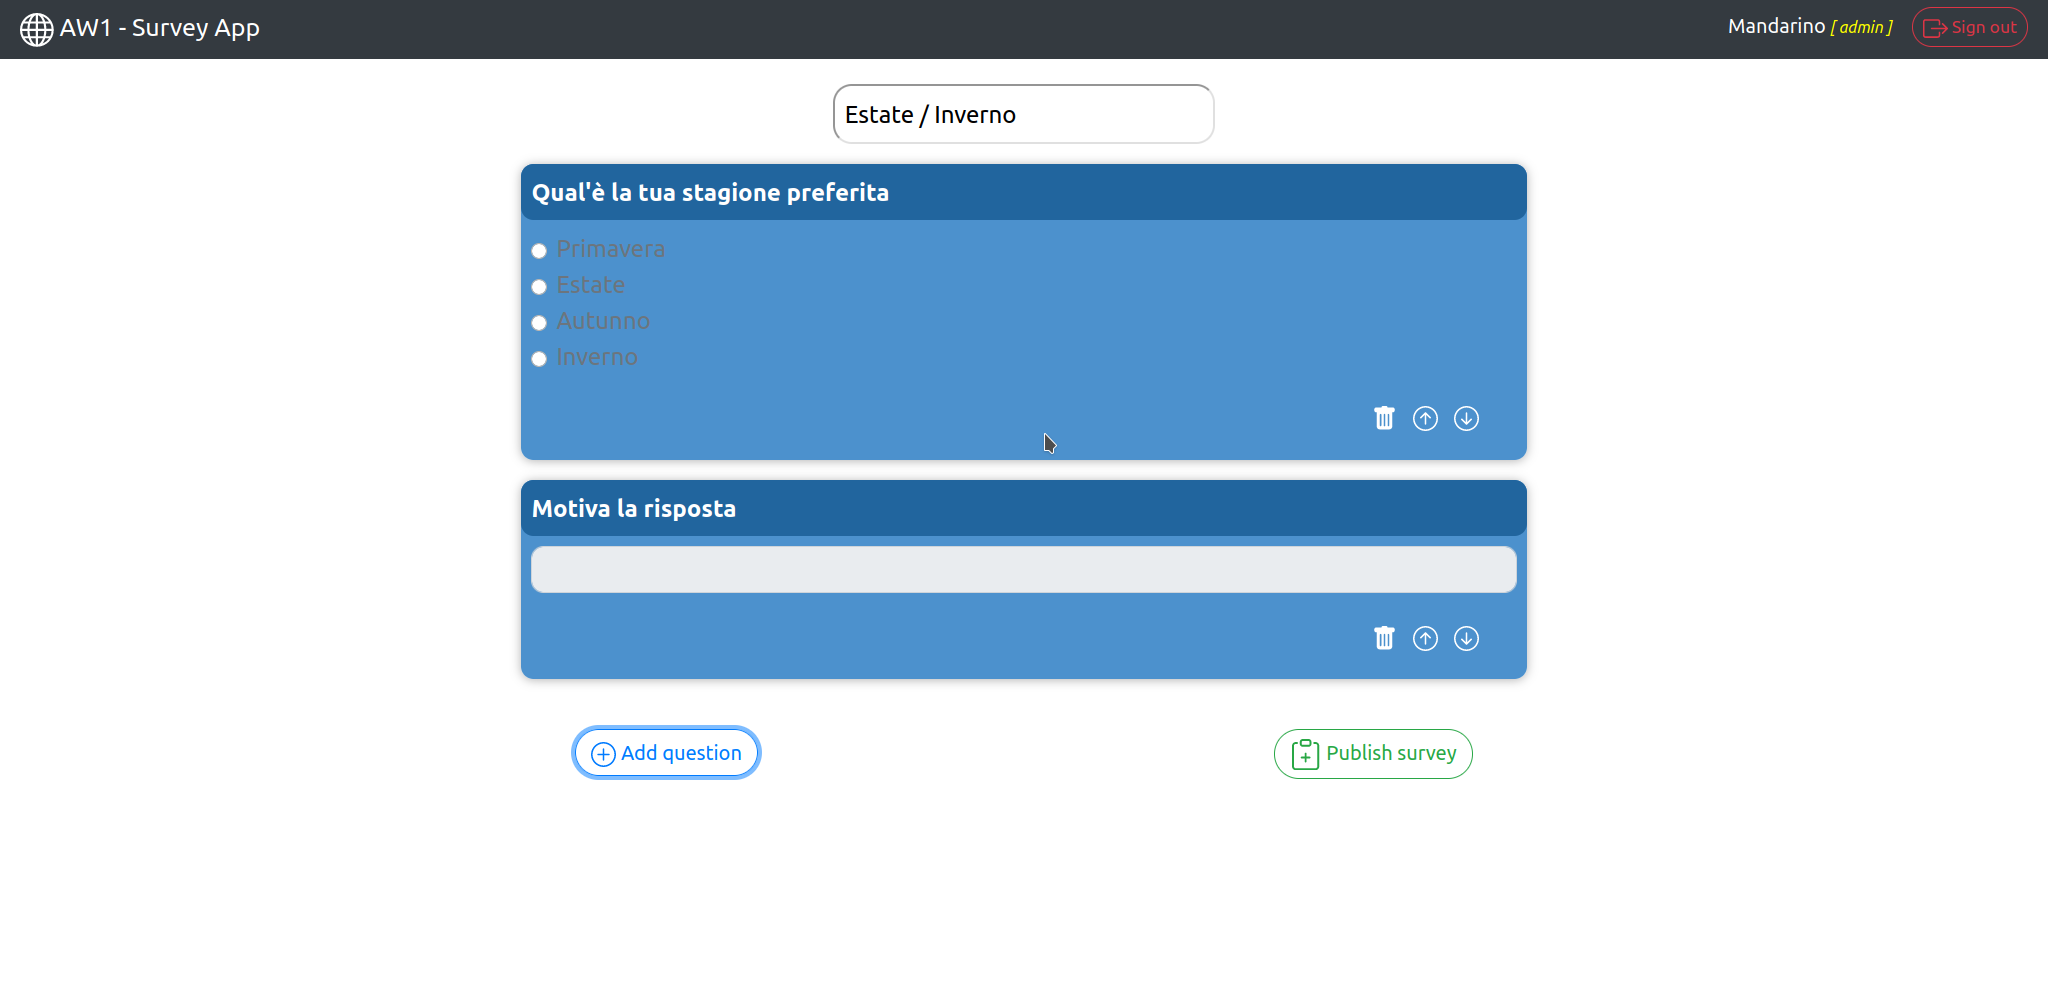 AW1 - Survey App
Mandarino [ admin ]
Sign out
Estate / Inverno
Qual'è la tua stagione preferita
Primavera
Estate
Autunno
Inverno
Motiva la risposta
Add question
Publish survey